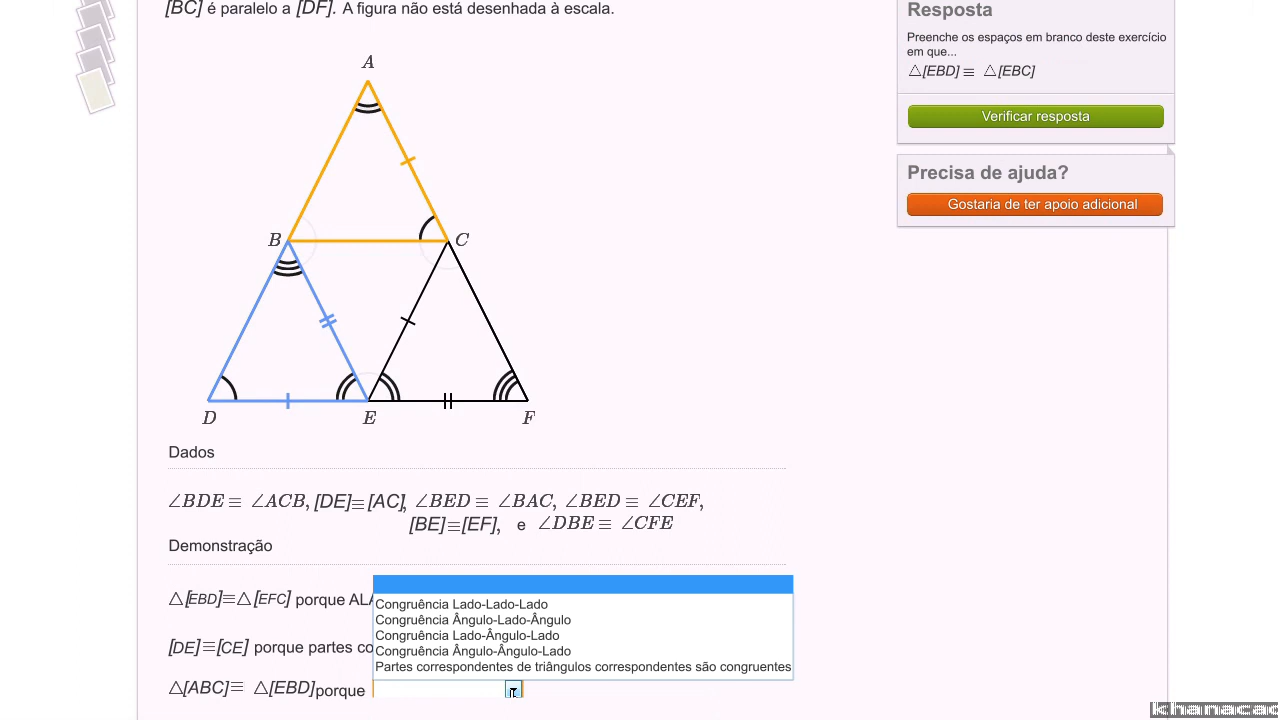 [BC] é paralelo a [DF]. A figura não está desenhada à escala.
Resposta
Preenche os espaços em branco deste exercício
em que...
△[EBD]≡ △[EBC]
Verificar resposta
Precisa de ajuda?
Gostaria de ter apoio adicional
A
B
C
D
E
F
Dados
∠BDE≡ ∠ACB, [DE]≡[AC], ∠BED≡ ∠BAC, ∠BED≡ ∠CEF,
[BE]≡[EF], e ∠DBE≡ ∠CFE
Demonstração
△[EBD]≡△[EFC] porque ALA
Congruência Lado-Lado-Lado
Congruência Ângulo-Lado-Ângulo
Congruência Lado-Ângulo-Lado
Congruência Ângulo-Ângulo-Lado
Partes correspondentes de triângulos correspondentes são congruentes
[DE]≡[CE] porque partes co
△[ABC]≡ △[EBD] porque
khanacad